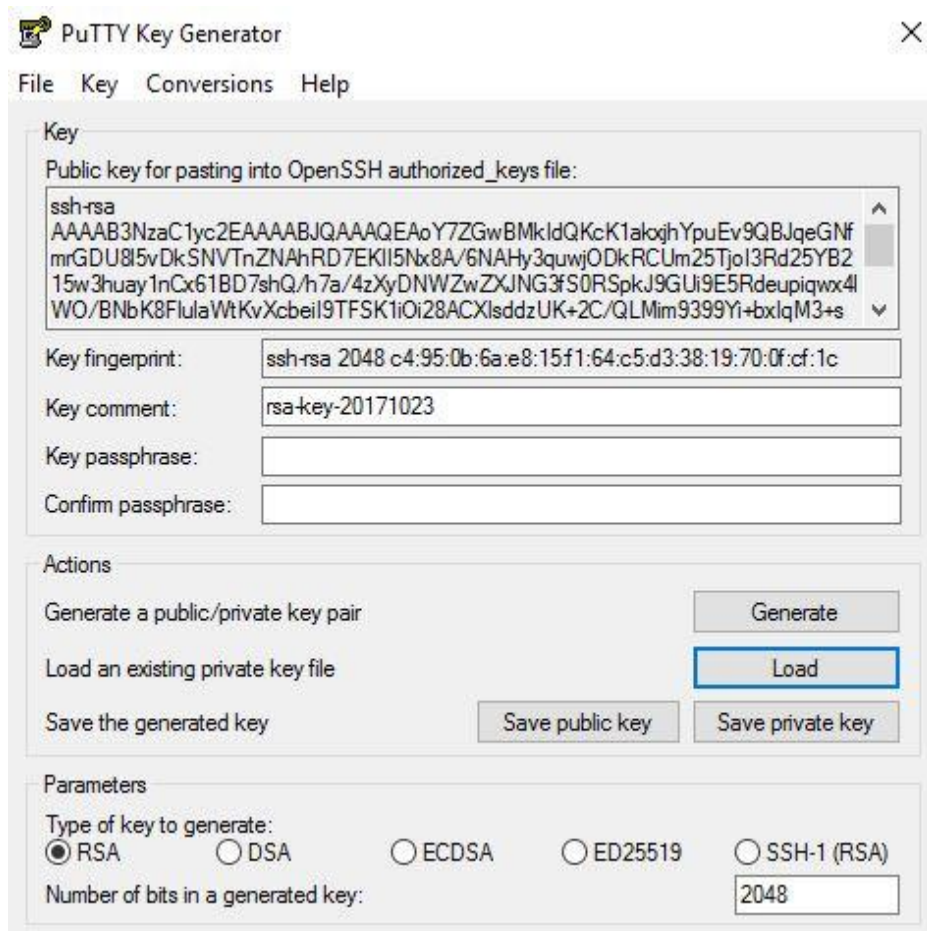 PuTTY Key Generator
File Key Conversions Help
Key
Public key for pasting into OpenSSH authorized_keys file:
ssh-rsa
AAAAB3NzaC1yc2EAAAABJQAAAQEAoY7ZGwBMkIdQKcK1akxjhYpuEv9QBJqeGNf
mrGDU8l5vDkSNVTnZNAhRD7EKIl5Nx8A/6NAHy3quwjODkRCUm25TjoI3Rd25YB2
15w3huay1nCx61BD7shQ/h7a/4zXyDNWZwZXJNG3fS0RSpkJ9GUi9E5Rdeupiqwx4l
WO/BNbK8FlulaWtKvXcbeiI9TFSK1iOi28ACXlsddzUK+2C/QLMim9399Yi+bxlqM3+s
Key fingerprint: ssh-rsa 2048 c4:95:0b:6a:e8:15:f1:64:c5:d3:38:19:70:0f:cf:1c
Key comment: rsa-key-20171023
Key passphrase:
Confirm passphrase:
Actions
Generate a public/private key pair Generate
Load an existing private key file Load
Save the generated key Save public key Save private key
Parameters
Type of key to generate:
RSA DSA ECDSA ED25519 SSH-1 (RSA)
Number of bits in a generated key: 2048